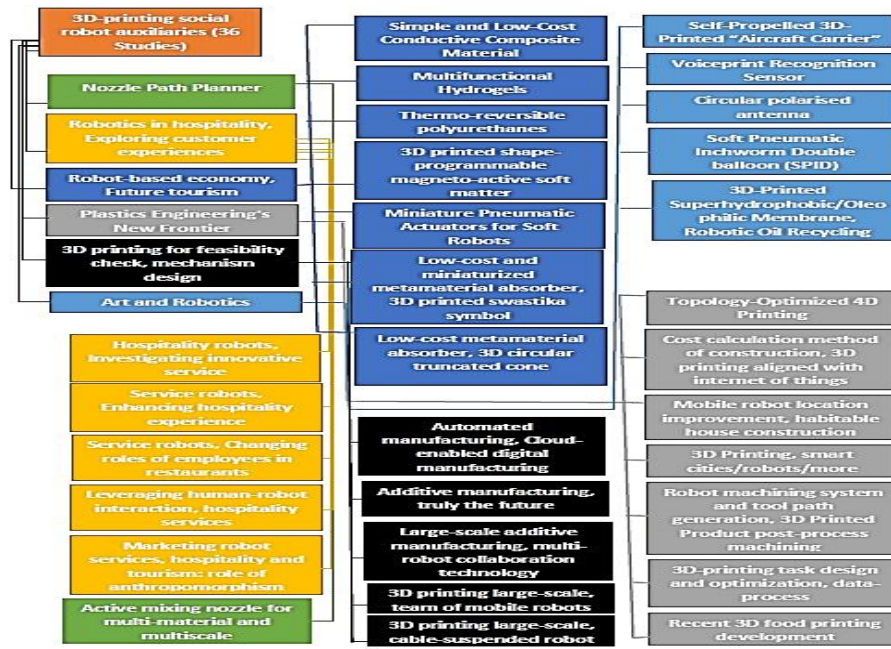 3D-printing social
robot auxiliaries (36
Studies)
Nozzle Path Planner
Robotics in hospitality,
Exploring customer
experiences
Robot-based economy,
Future tourism
Plastics Engineering's
New Frontier
3D printing for feasibility
check, mechanism
design
Art and Robotics
Hospitality robots,
Investigating innovative
service
Service robots,
Enhancing hospitality
experience
Service robots, Changing
roles of employees in
restaurants
Leveraging human-robot
interaction, hospitality
services
Marketing robot
services, hospitality and
tourism: role of
anthropomorphism
Active mixing nozzle for
multi-material and
multiscale
Simple and Low-Cost
Conductive Composite
Material
Multifunctional
Hydrogels
Thermo-reversible
polyurethanes
3D printed shape-
programmable
magneto-active soft
matter
Miniature Pneumatic
Actuators for Soft
Robots
Low-cost and
miniaturized
metamaterial absorber,
3D printed swastika
symbol
Low-cost metamaterial
absorber, 3D circular
truncated cone
Automated
manufacturing, Cloud-
enabled digital
manufacturing
Additive manufacturing,
truly the future
Large-scale additive
manufacturing, multi-
robot collaboration
technology
3D printing large-scale,
team of mobile robots
3D printing large-scale,
cable-suspended robot
Self-Propelled 3D-
Printed "Aircraft Carrier"
Voiceprint Recognition
Sensor
Circular polarised
antenna
Soft Pneumatic
Inchworm Double
balloon (SPID)
3D-Printed
Superhydrophobic/Oleo
philic Membrane,
Robotic Oil Recycling
Topology-Optimized 4D
Printing
Cost calculation method
of construction, 3D
printing aligned with
internet of things
Mobile robot location
improvement, habitable
house construction
3D Printing, smart
cities/robots/more
Robot machining system
and tool path
generation, 3D Printed
Product post-process
machining
3D-printing task design
and optimization, data-
process
Recent 3D food printing
development